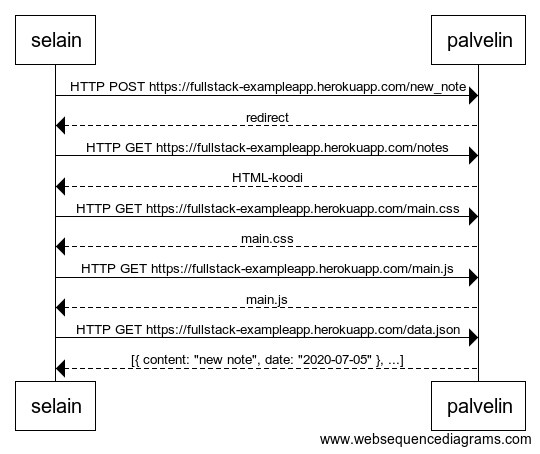 selain palvelin
HTTP POST https://fullstack-exampleapp.herokuapp.com/new_note
redirect
HTTP GET https://fullstack-exampleapp.herokuapp.com/notes
HTML-koodi
HTTP GET https://fullstack-exampleapp.herokuapp.com/main.css
main.css
HTTP GET https://fullstack-exampleapp.herokuapp.com/main.js
main.js
HTTP GET https://fullstack-exampleapp.herokuapp.com/data.json
[{ content: "new note", date: "2020-07-05" }, ...]
selain palvelin
www.websequencediagrams.com